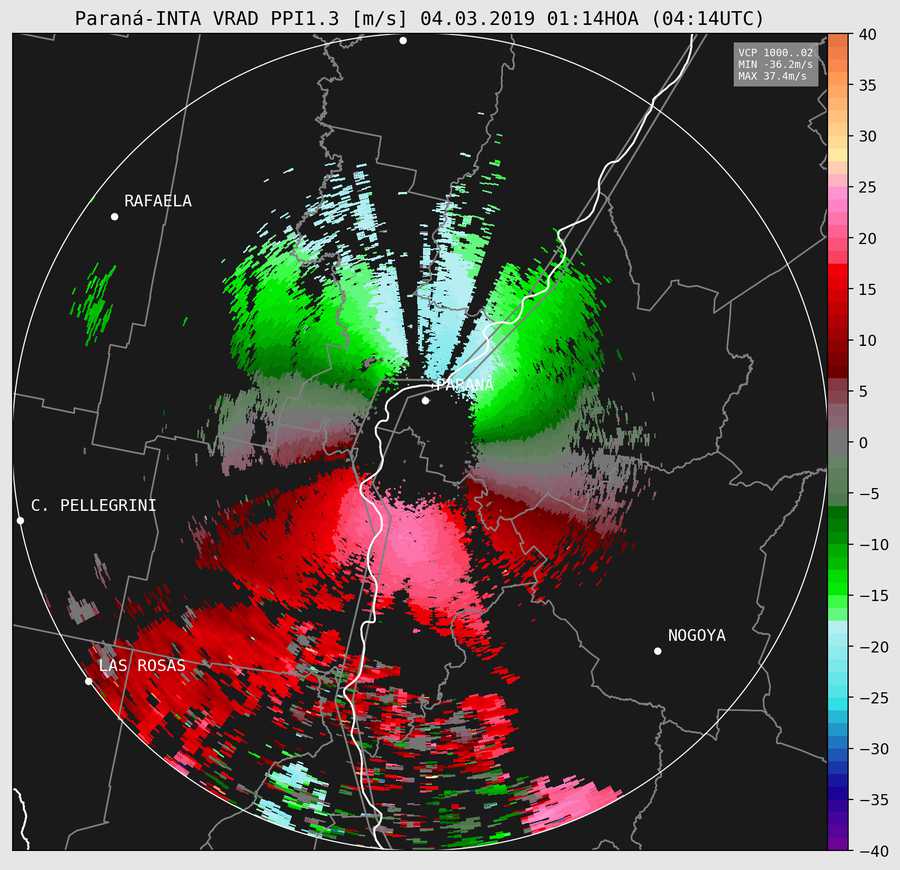 Paraná-INTA VRAD PPI1.3 [m/s] 04.03.2019 01:14HOA (04:14UTC)
VCP 1000..02
MIN -36.2m/s
MAX 37.4m/s
RAFAELA
PARANÁ
C. PELLEGRINI
LAS ROSAS
NOGOYA
40
35
30
25
20
15
10
5
0
−5
−10
−15
−20
−25
−30
−35
−40